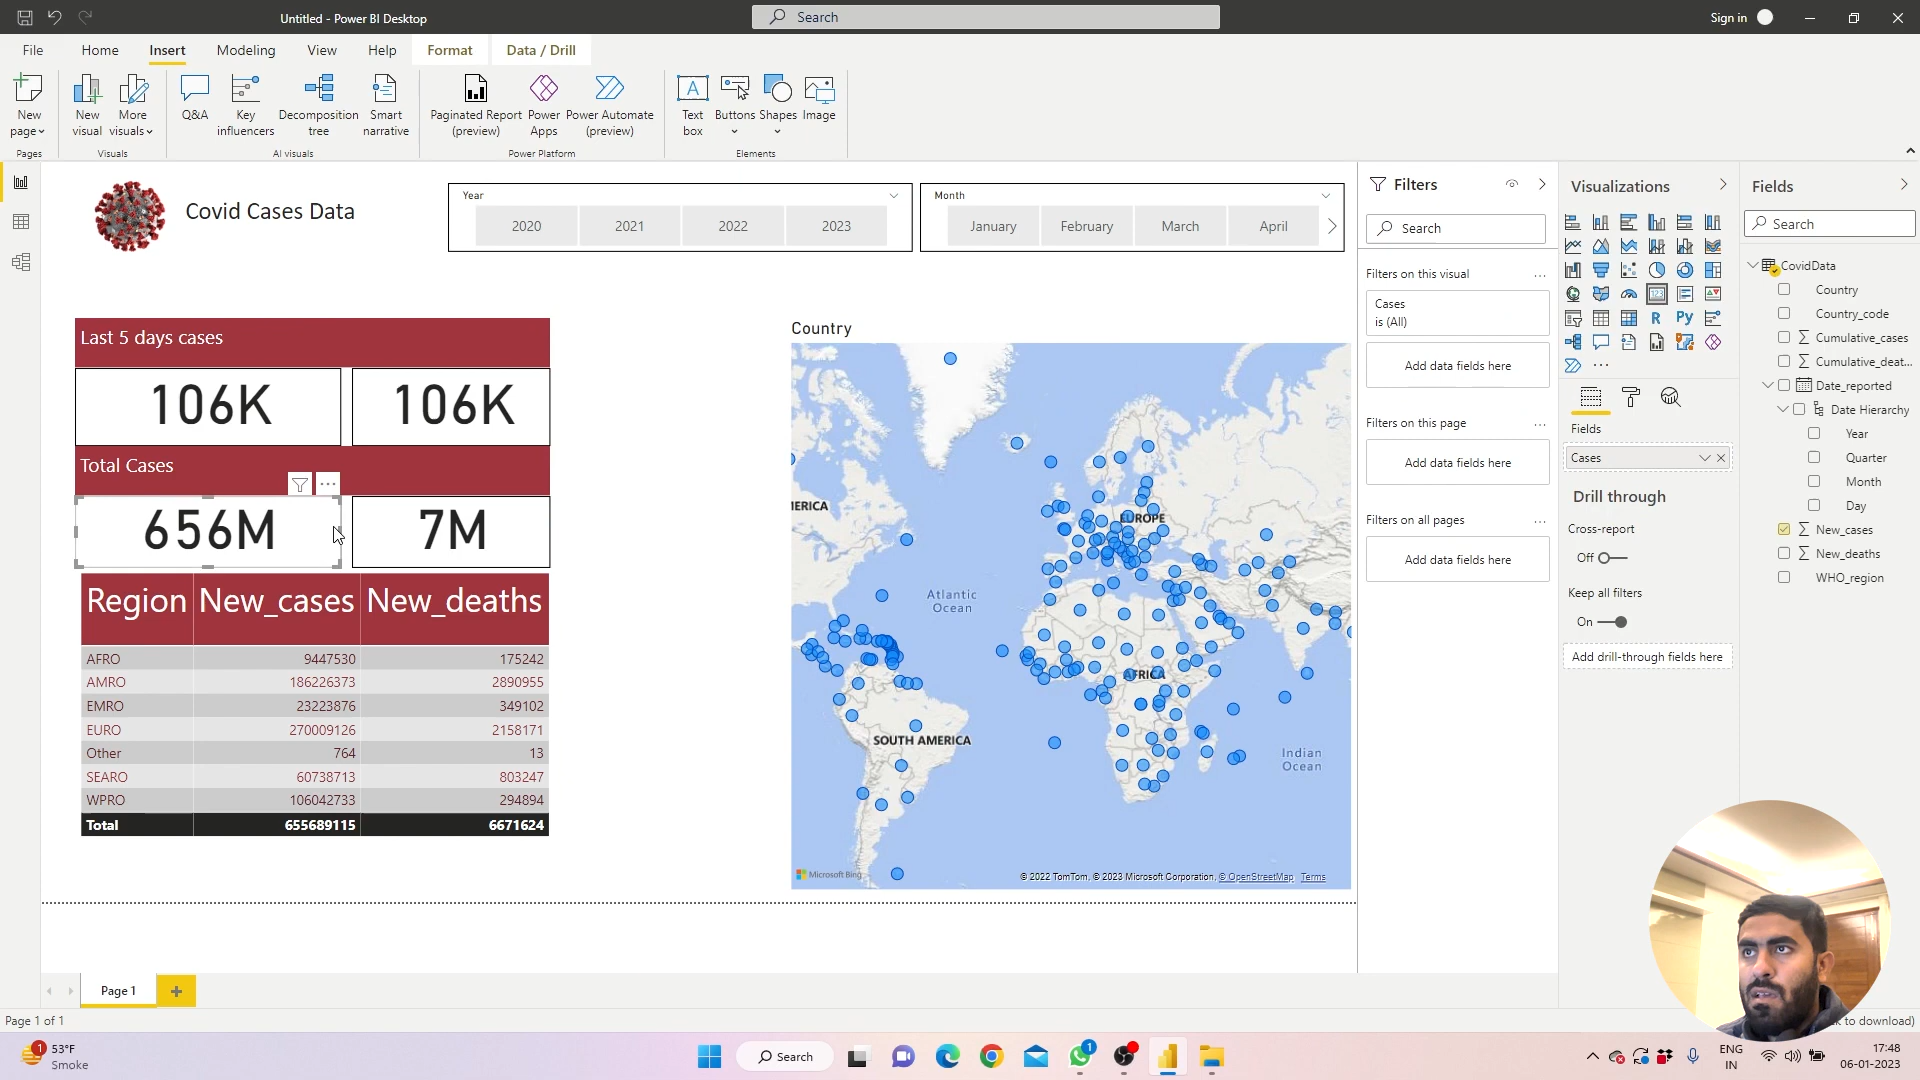 Untitled - Power BI Desktop
Search
Sign in
File Home Insert Modeling View Help Format Data / Drill
New page
New visual
More visuals
Q&A
Key influencers
Decomposition tree
Smart narrative
Paginated Report (preview)
Power Apps
Power Automate (preview)
Text box
Buttons
Shapes
Image
Pages
Visuals
AI visuals
Power Platform
Elements
Covid Cases Data
Year
2020 2021 2022 2023
Month
January February March April
Last 5 days cases
106K 106K
Total Cases
656M 7M
Region New_cases New_deaths
AFRO 9447530 175242
AMRO 186226373 2890955
EMRO 23223876 349102
EURO 270009126 2158171
Other 764 13
SEARO 60738713 803247
WPRO 106042733 294894
Total 655689115 6671624
Country
IERICA
EUROPE
Atlantic
Ocean
AFRICA
SOUTH AMERICA
Indian
Ocean
Microsoft Bing
© 2022 TomTom, © 2023 Microsoft Corporation, © OpenStreetMap Terms
Filters
Search
Filters on this visual
Cases
is (All)
Add data fields here
Filters on this page
Add data fields here
Filters on all pages
Add data fields here
Visualizations
R Py
123
Fields
Cases
Drill through
Cross-report
Off
Keep all filters
On
Add drill-through fields here
Fields
Search
CovidData
Country
Country_code
Cumulative_cases
Cumulative_deat...
Date_reported
Date Hierarchy
Year
Quarter
Month
Day
New_cases
New_deaths
WHO_region
Page 1
Page 1 of 1
k to download)
1
53°F
Smoke
Search
1
ENG
IN
17:48
06-01-2023